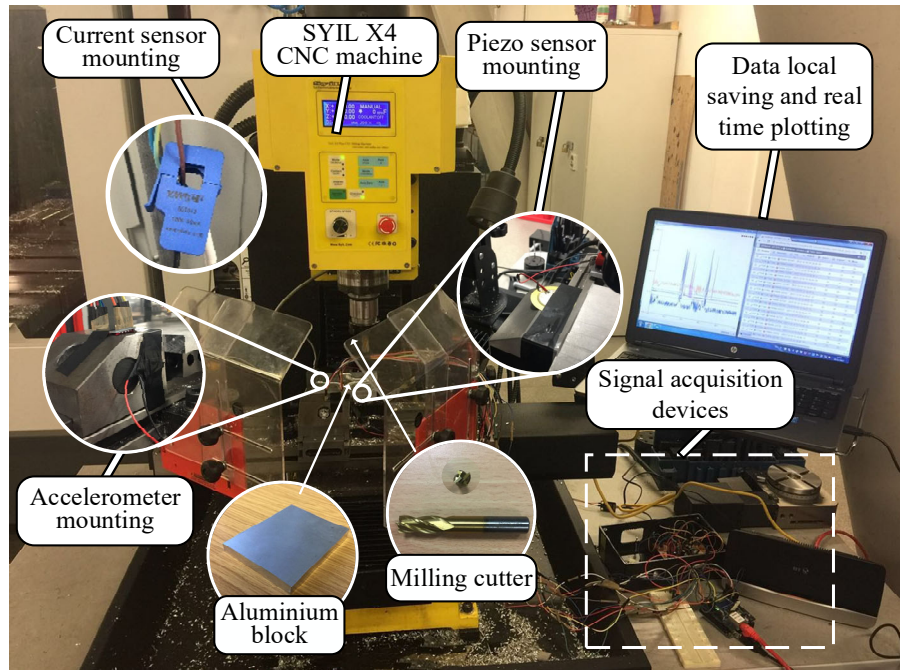 Current sensor
mounting
SYIL X4
CNC machine
Piezo sensor
mounting
Data local
saving and real
time plotting
MANUAL
Signal acquisition
devices
Accelerometer
mounting
Milling cutter
Aluminium
block